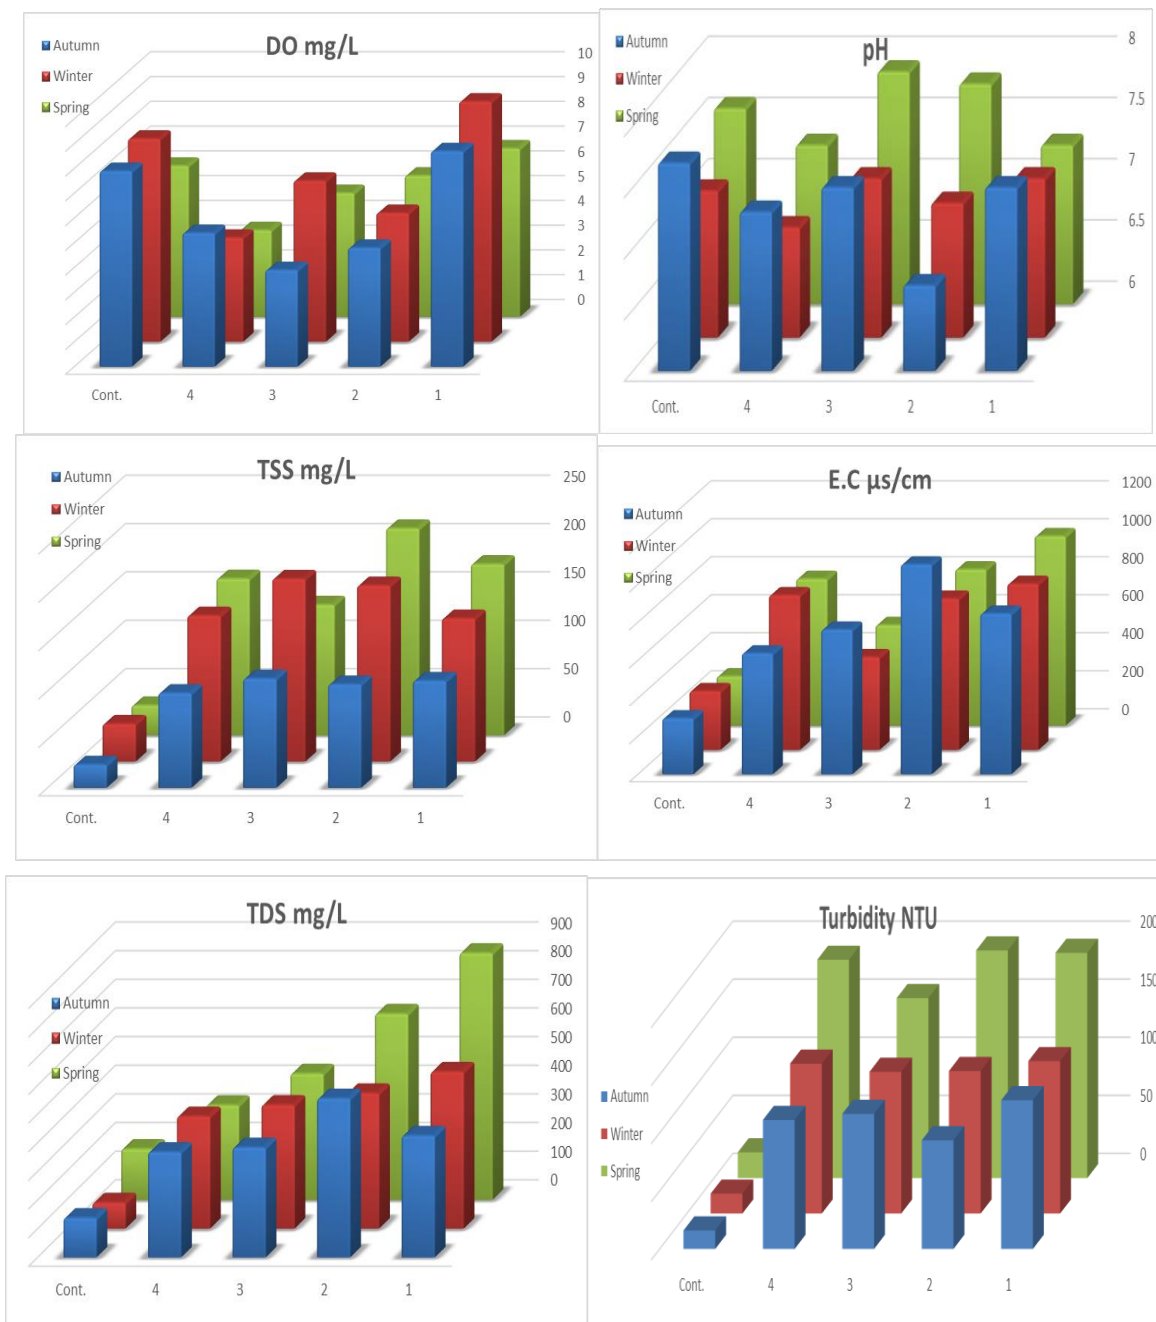 DO mg/L
Autumn
Winter
Spring
10
9
8
7
6
5
4
3
2
1
0
Cont. 4 3 2 1
pH
Autumn
Winter
Spring
8
7.5
7
6.5
6
Cont. 4 3 2 1
TSS mg/L
Autumn
Winter
Spring
250
200
150
100
50
0
Cont. 4 3 2 1
E.C µs/cm
Autumn
Winter
Spring
1200
1000
800
600
400
200
0
Cont. 4 3 2 1
TDS mg/L
Autumn
Winter
Spring
900
800
700
600
500
400
300
200
100
0
Cont. 4 3 2 1
Turbidity NTU
Autumn
Winter
Spring
200
150
100
50
0
Cont. 4 3 2 1